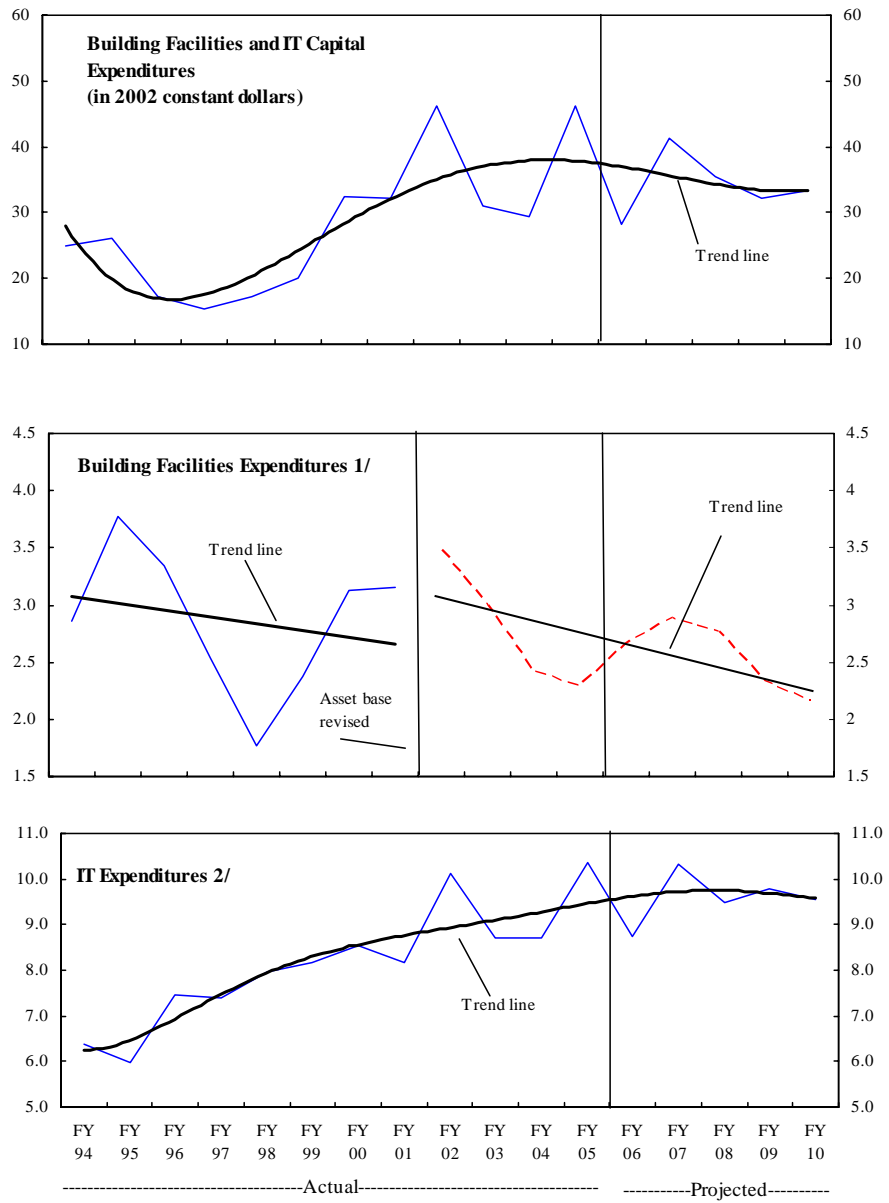 60
50
40
30
20
10
Building Facilities and IT Capital
Expenditures
(in 2002 constant dollars)
Trend line
60
50
40
30
20
10
4.5
4.0
3.5
3.0
2.5
2.0
1.5
Building Facilities Expenditures 1/
Trend line
Asset base
revised
Trend line
4.5
4
3.5
3
2.5
2
1.5
11.0
10.0
9.0
8.0
7.0
6.0
5.0
IT Expenditures 2/
Trend line
11.0
10.0
9.0
8.0
7.0
6.0
5.0
FY FY FY FY FY FY FY FY FY FY FY FY FY FY FY FY FY
94 95 96 97 98 99 00 01 02 03 04 05 06 07 08 09 10
------------------------------------Actual------------------------------------ -----------Projected----------